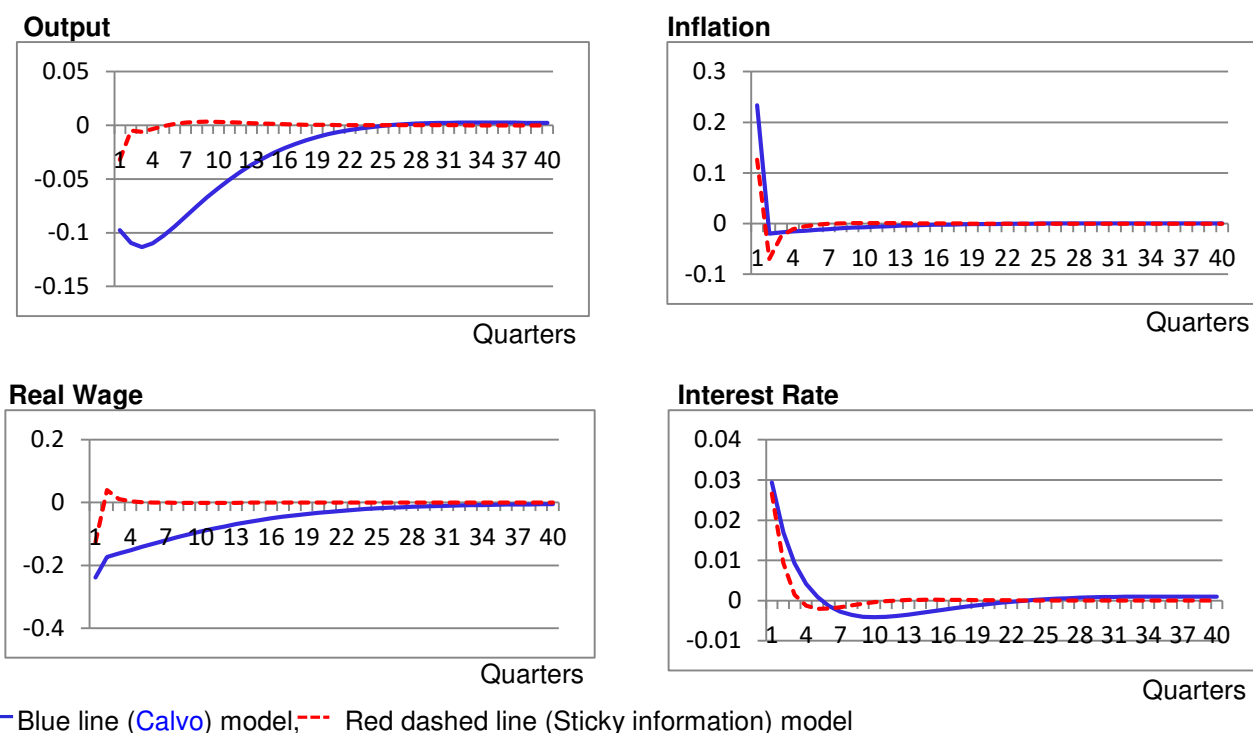 Output
0.05
0
-0.05
-0.1
-0.15
1 4 7 10 13 16 19 22 25 28 31 34 37 40
Quarters
Inflation
0.3
0.2
0.1
0
-0.1
1 4 7 10 13 16 19 22 25 28 31 34 37 40
Quarters
Real Wage
0.2
0
-0.2
-0.4
1 4 7 10 13 16 19 22 25 28 31 34 37 40
Quarters
Interest Rate
0.04
0.03
0.02
0.01
0
-0.01
1 4 7 10 13 16 19 22 25 28 31 34 37 40
Quarters
Blue line (Calvo) model, Red dashed line (Sticky information) model